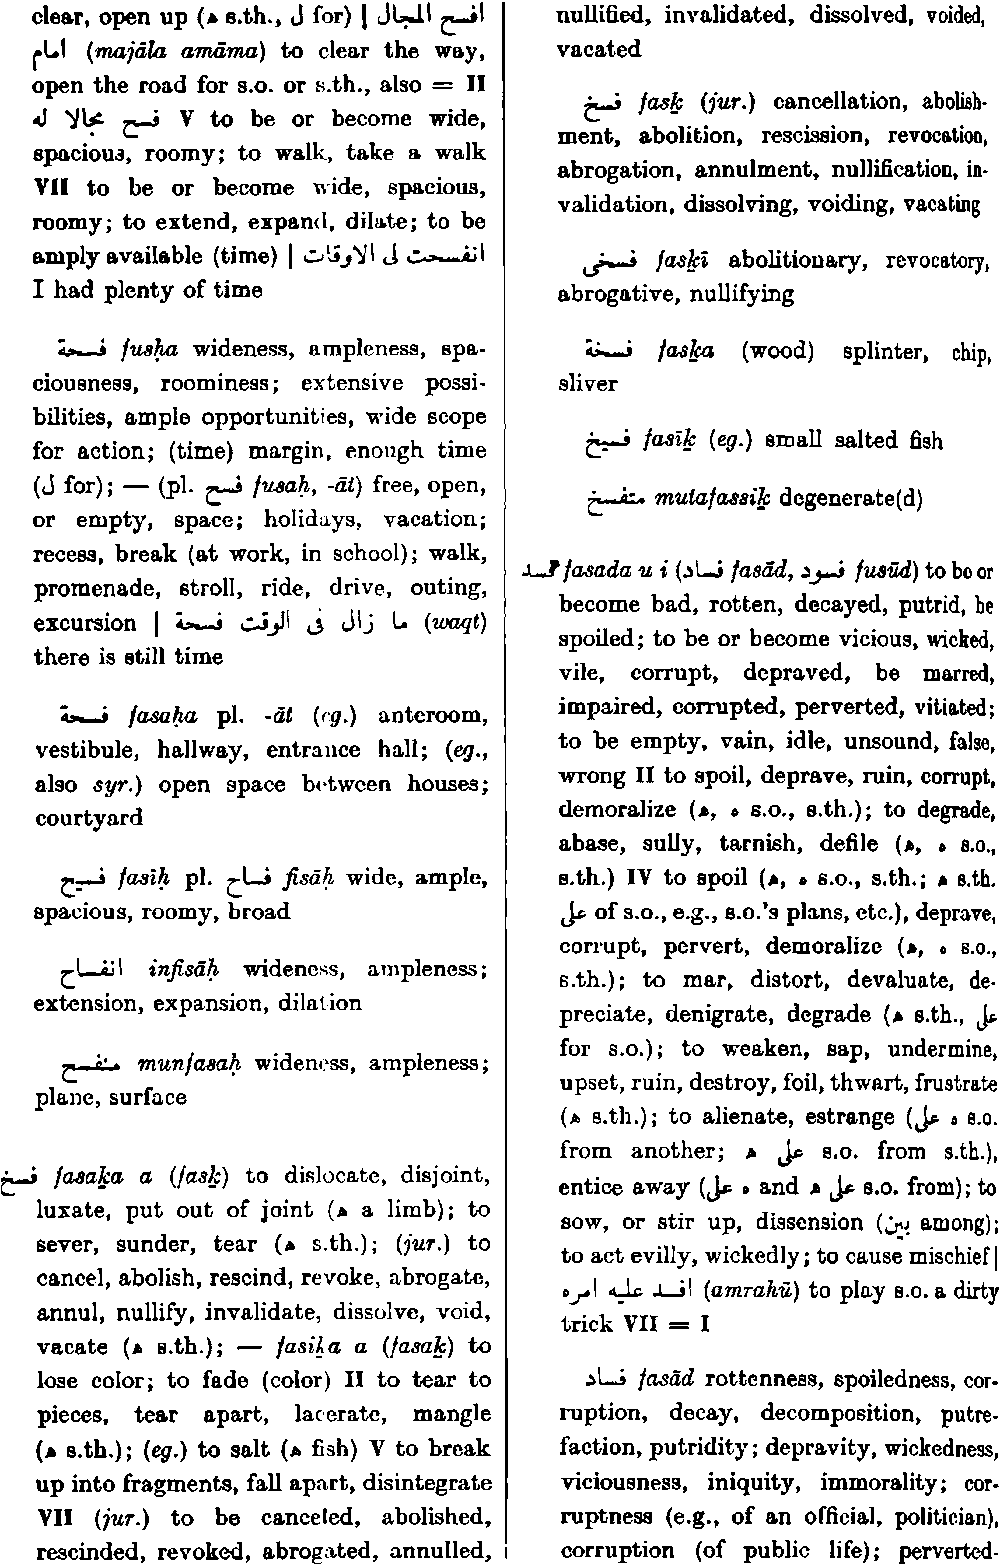 clear, open up (ه s.th., ل for) | افسح المجال
امام (majāla amāma) to clear the way,
open the road for s.o. or s.th., also = II
فسح مجالا له V to be or become wide,
spacious, roomy; to walk, take a walk
VII to be or become wide, spacious,
roomy; to extend, expand, dilate; to be
amply available (time) | انفسحت لى الاوقات
I had plenty of time
فسحة fusḥa wideness, ampleness, spa-
ciousness, roominess; extensive possi-
bilities, ample opportunities, wide scope
for action; (time) margin, enough time
(ل for); — (pl. فسح fusaḥ, -āt) free, open,
or empty, space; holidays, vacation;
recess, break (at work, in school); walk,
promenade, stroll, ride, drive, outing,
excursion | ما زال فى الوقت فسحة (waqt)
there is still time
فسحة fasaḥa pl. -āt (eg.) anteroom,
vestibule, hallway, entrance hall; (eg.,
also syr.) open space between houses;
courtyard
فسيح fasīḥ pl. فساح fisāḥ wide, ample,
spacious, roomy, broad
انفساح infisāḥ wideness, ampleness;
extension, expansion, dilation
منفسح munfasaḥ wideness, ampleness;
plane, surface
فسخ fasaḵa a (fasḵ) to dislocate, disjoint,
luxate, put out of joint (ه a limb); to
sever, sunder, tear (ه s.th.); (jur.) to
cancel, abolish, rescind, revoke, abrogate,
annul, nullify, invalidate, dissolve, void,
vacate (ه s.th.); — fasiḵa a (fasaḵ) to
lose color; to fade (color) II to tear to
pieces, tear apart, lacerate, mangle
(ه s.th.); (eg.) to salt (ه fish) V to break
up into fragments, fall apart, disintegrate
VII (jur.) to be canceled, abolished,
rescinded, revoked, abrogated, annulled,
nullified, invalidated, dissolved, voided,
vacated
فسخ fasḵ (jur.) cancellation, abolish-
ment, abolition, rescission, revocation,
abrogation, annulment, nullification, in-
validation, dissolving, voiding, vacating
فسخى fasḵī abolitionary, revocatory,
abrogative, nullifying
فسخة fasḵa (wood) splinter, chip,
sliver
فسيخ fasīḵ (eg.) small salted fish
متفسخ mutafassiḵ degenerate(d)
فسد fasada u i (فساد fasād, فسود fusūd) to be or
become bad, rotten, decayed, putrid, be
spoiled; to be or become vicious, wicked,
vile, corrupt, depraved, be marred,
impaired, corrupted, perverted, vitiated;
to be empty, vain, idle, unsound, false,
wrong II to spoil, deprave, ruin, corrupt,
demoralize (ه, ه s.o., s.th.); to degrade,
abase, sully, tarnish, defile (ه, ه s.o.,
s.th.) IV to spoil (ه, ه s.o., s.th.; ه s.th.
على of s.o., e.g., s.o.'s plans, etc.), deprave,
corrupt, pervert, demoralize (ه, ه s.o.,
s.th.); to mar, distort, devaluate, de-
preciate, denigrate, degrade (ه s.th., على
for s.o.); to weaken, sap, undermine,
upset, ruin, destroy, foil, thwart, frustrate
(ه s.th.); to alienate, estrange (ه على s.o.
from another; ه على s.o. from s.th.),
entice away (ه على and ه على s.o. from); to
sow, or stir up, dissension (بين among);
to act evilly, wickedly; to cause mischief |
افسد عليه امره (amrahū) to play s.o. a dirty
trick VII = I
فساد fasād rottenness, spoiledness, cor-
ruption, decay, decomposition, putre-
faction, putridity; depravity, wickedness,
viciousness, iniquity, immorality; cor-
ruptness (e.g., of an official, politician),
corruption (of public life); perverted-